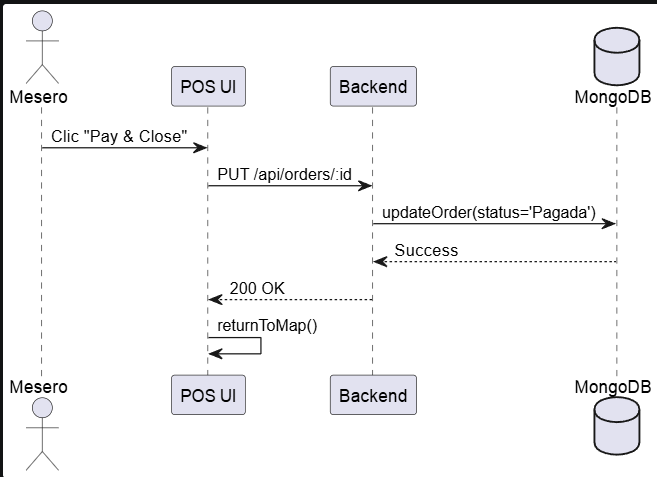 Mesero
POS UI
Backend
MongoDB
Clic "Pay & Close"
PUT /api/orders/:id
updateOrder(status='Pagada')
Success
200 OK
returnToMap()
Mesero
POS UI
Backend
MongoDB